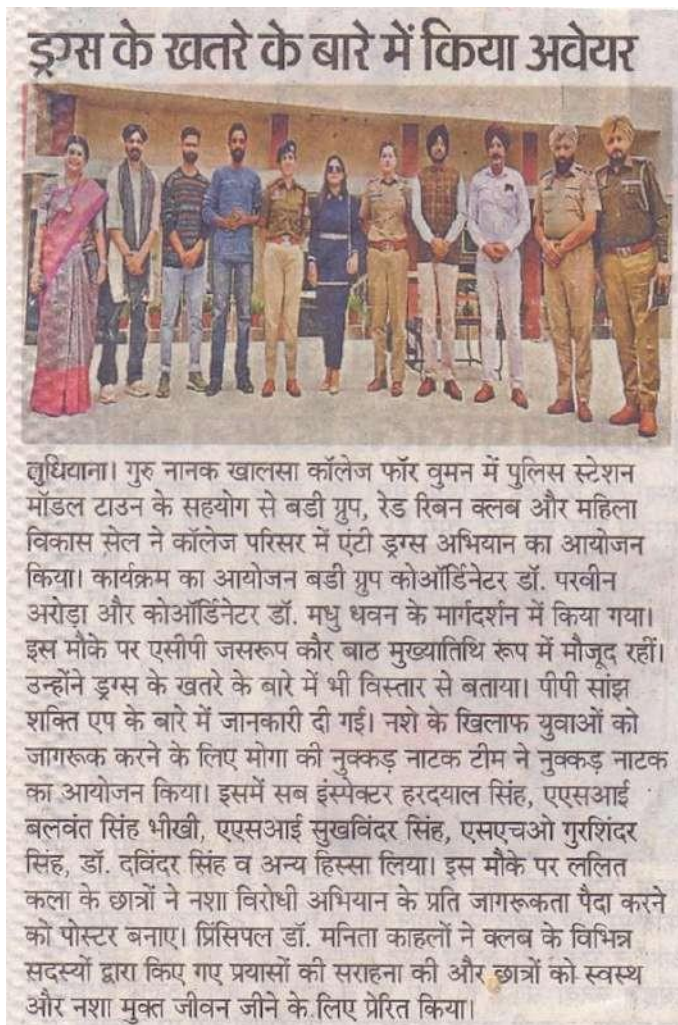 ड्रग्स के खतरे के बारे में किया अवेयर
लुधियाना। गुरु नानक खालसा कॉलेज फॉर वुमन में पुलिस स्टेशन
मॉडल टाउन के सहयोग से बडी ग्रुप, रेड रिबन क्लब और महिला
विकास सेल ने कॉलेज परिसर में एंटी ड्रग्स अभियान का आयोजन
किया। कार्यक्रम का आयोजन बडी ग्रुप कोऑर्डिनेटर डॉ. परवीन
अरोड़ा और कोऑर्डिनेटर डॉ. मधु धवन के मार्गदर्शन में किया गया।
इस मौके पर एसीपी जसरूप कौर बाठ मुख्यातिथि रूप में मौजूद रहीं।
उन्होंने ड्रग्स के खतरे के बारे में भी विस्तार से बताया। पीपी सांझ
शक्ति एप के बारे में जानकारी दी गई। नशे के खिलाफ युवाओं को
जागरूक करने के लिए मोगा की नुक्कड़ नाटक टीम ने नुक्कड़ नाटक
का आयोजन किया। इसमें सब इंस्पेक्टर हरदयाल सिंह, एएसआई
बलवंत सिंह भीखी, एएसआई सुखविंदर सिंह, एसएचओ गुरशिंदर
सिंह, डॉ. दविंदर सिंह व अन्य हिस्सा लिया। इस मौके पर ललित
कला के छात्रों ने नशा विरोधी अभियान के प्रति जागरूकता पैदा करने
को पोस्टर बनाए। प्रिंसिपल डॉ. मनिता काहलों ने क्लब के विभिन्न
सदस्यों द्वारा किए गए प्रयासों की सराहना की और छात्रों को स्वस्थ
और नशा मुक्त जीवन जीने के लिए प्रेरित किया।